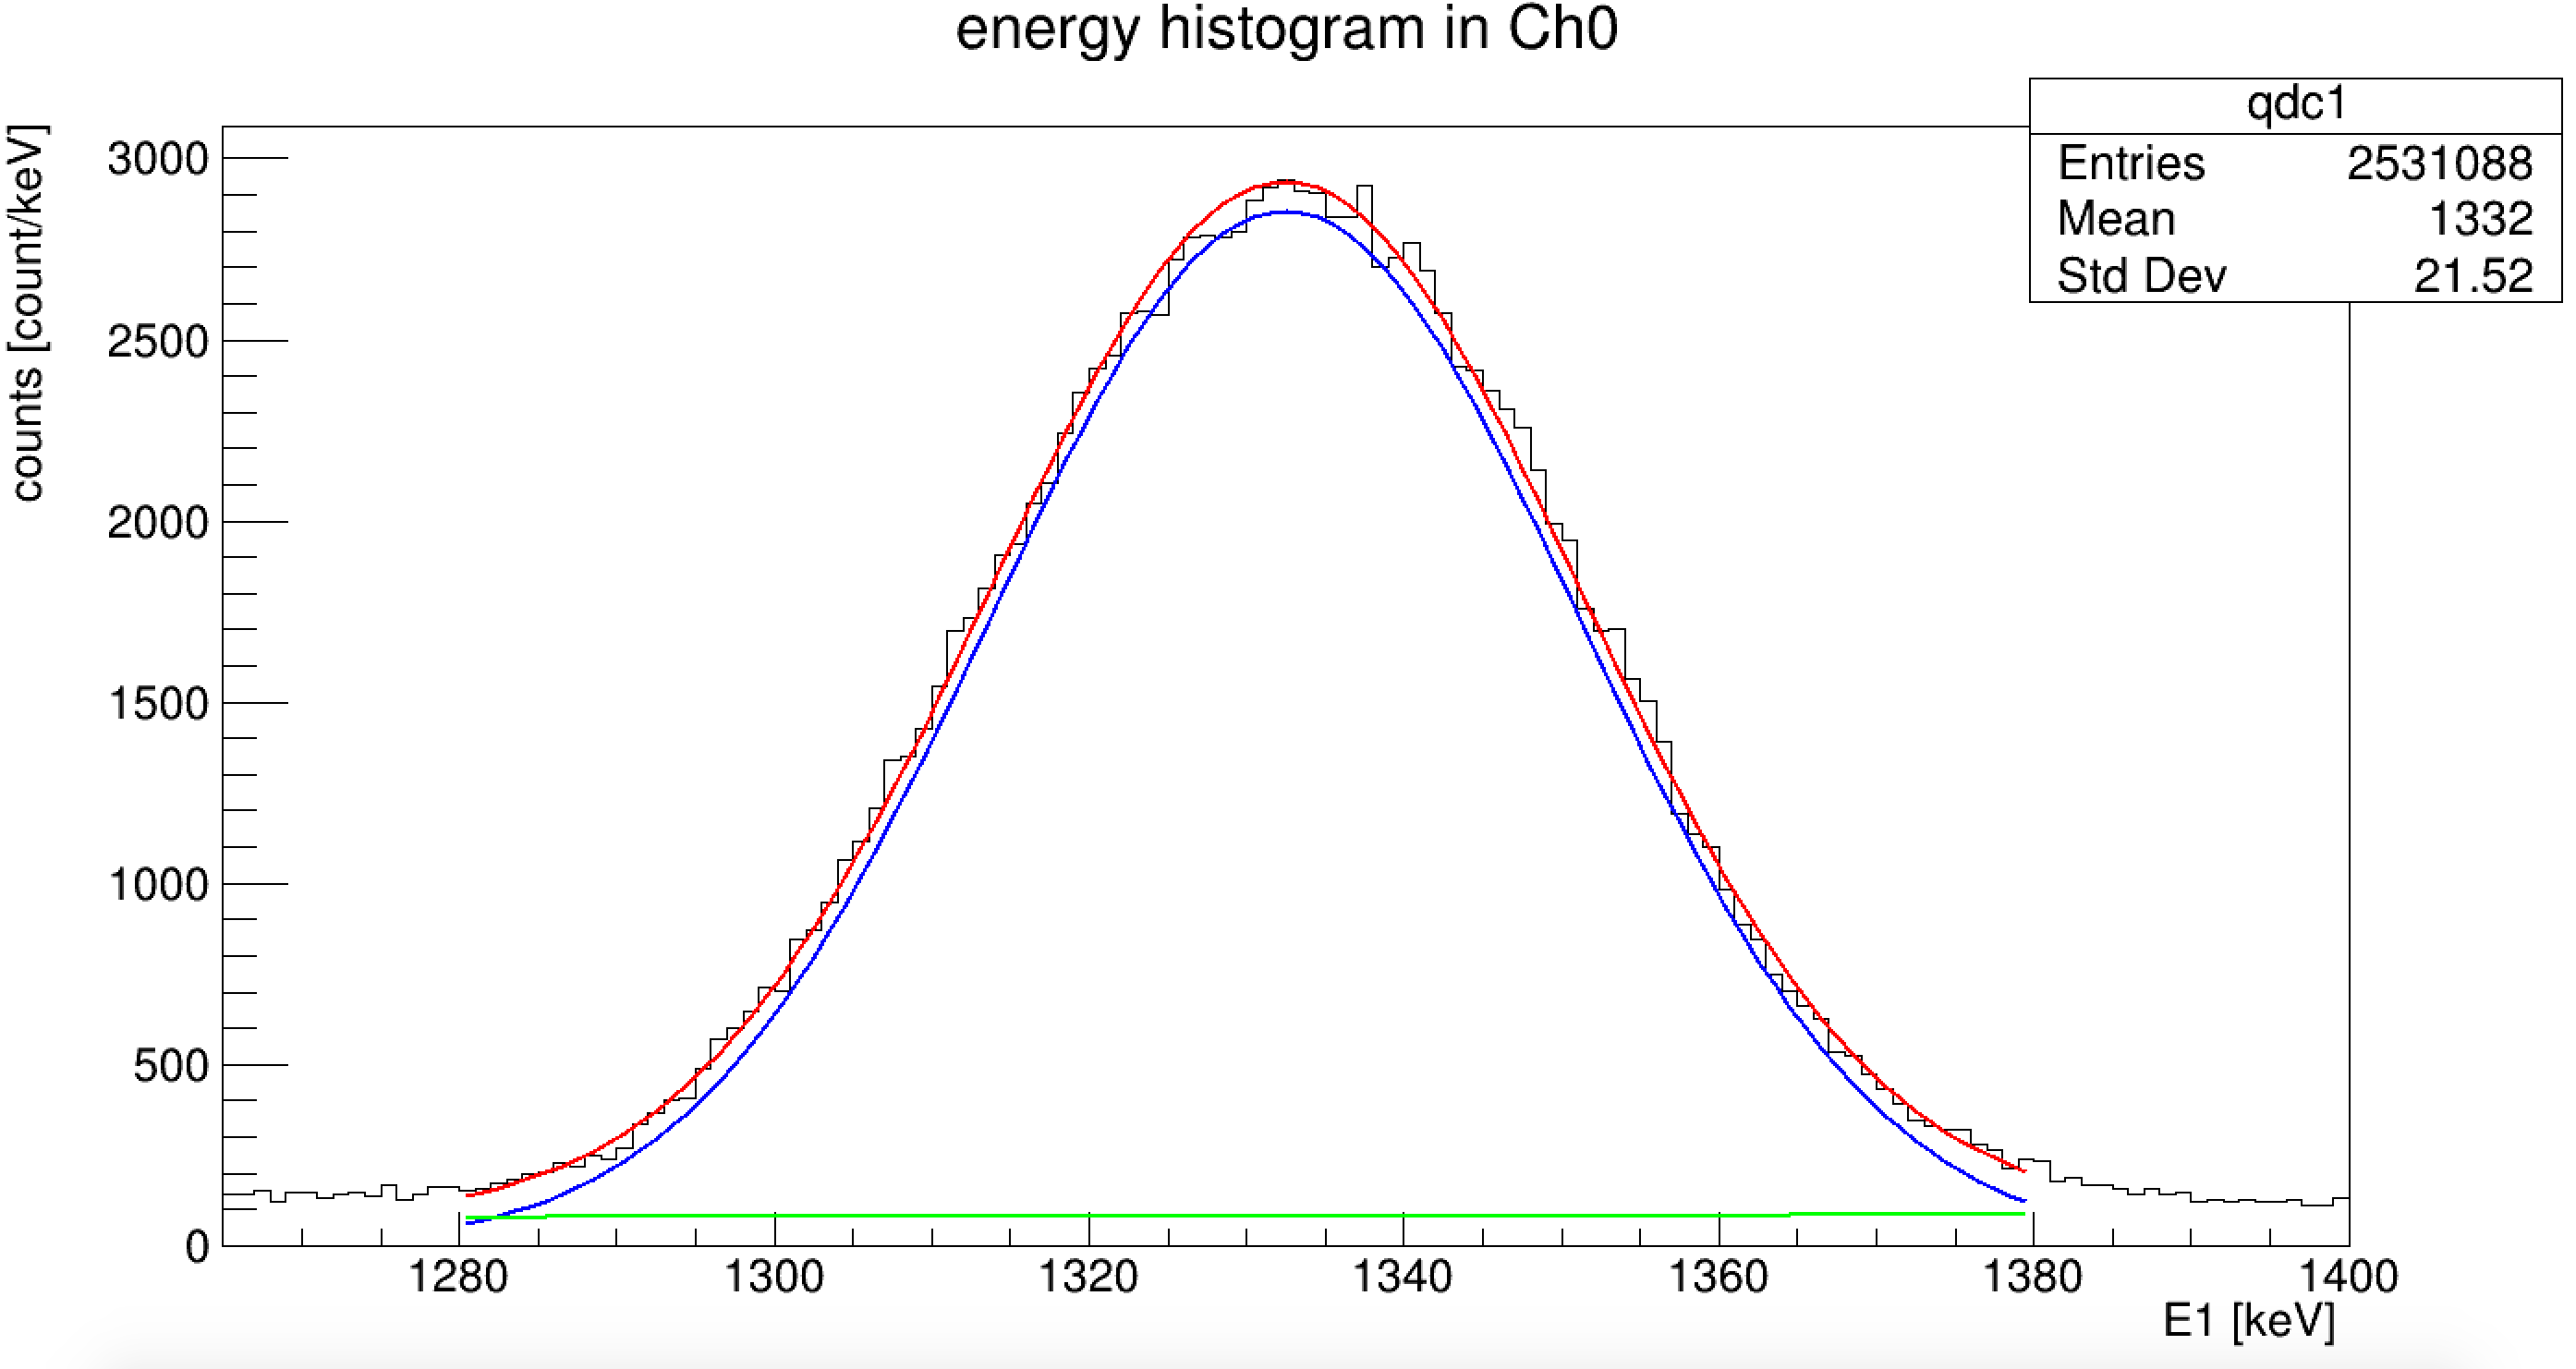 energy histogram in Ch0
qdc1
Entries 2531088
Mean 1332
Std Dev 21.52
counts [count/keV]
3000
2500
2000
1500
1000
500
0
1280 1300 1320 1340 1360 1380 1400
E1 [keV]